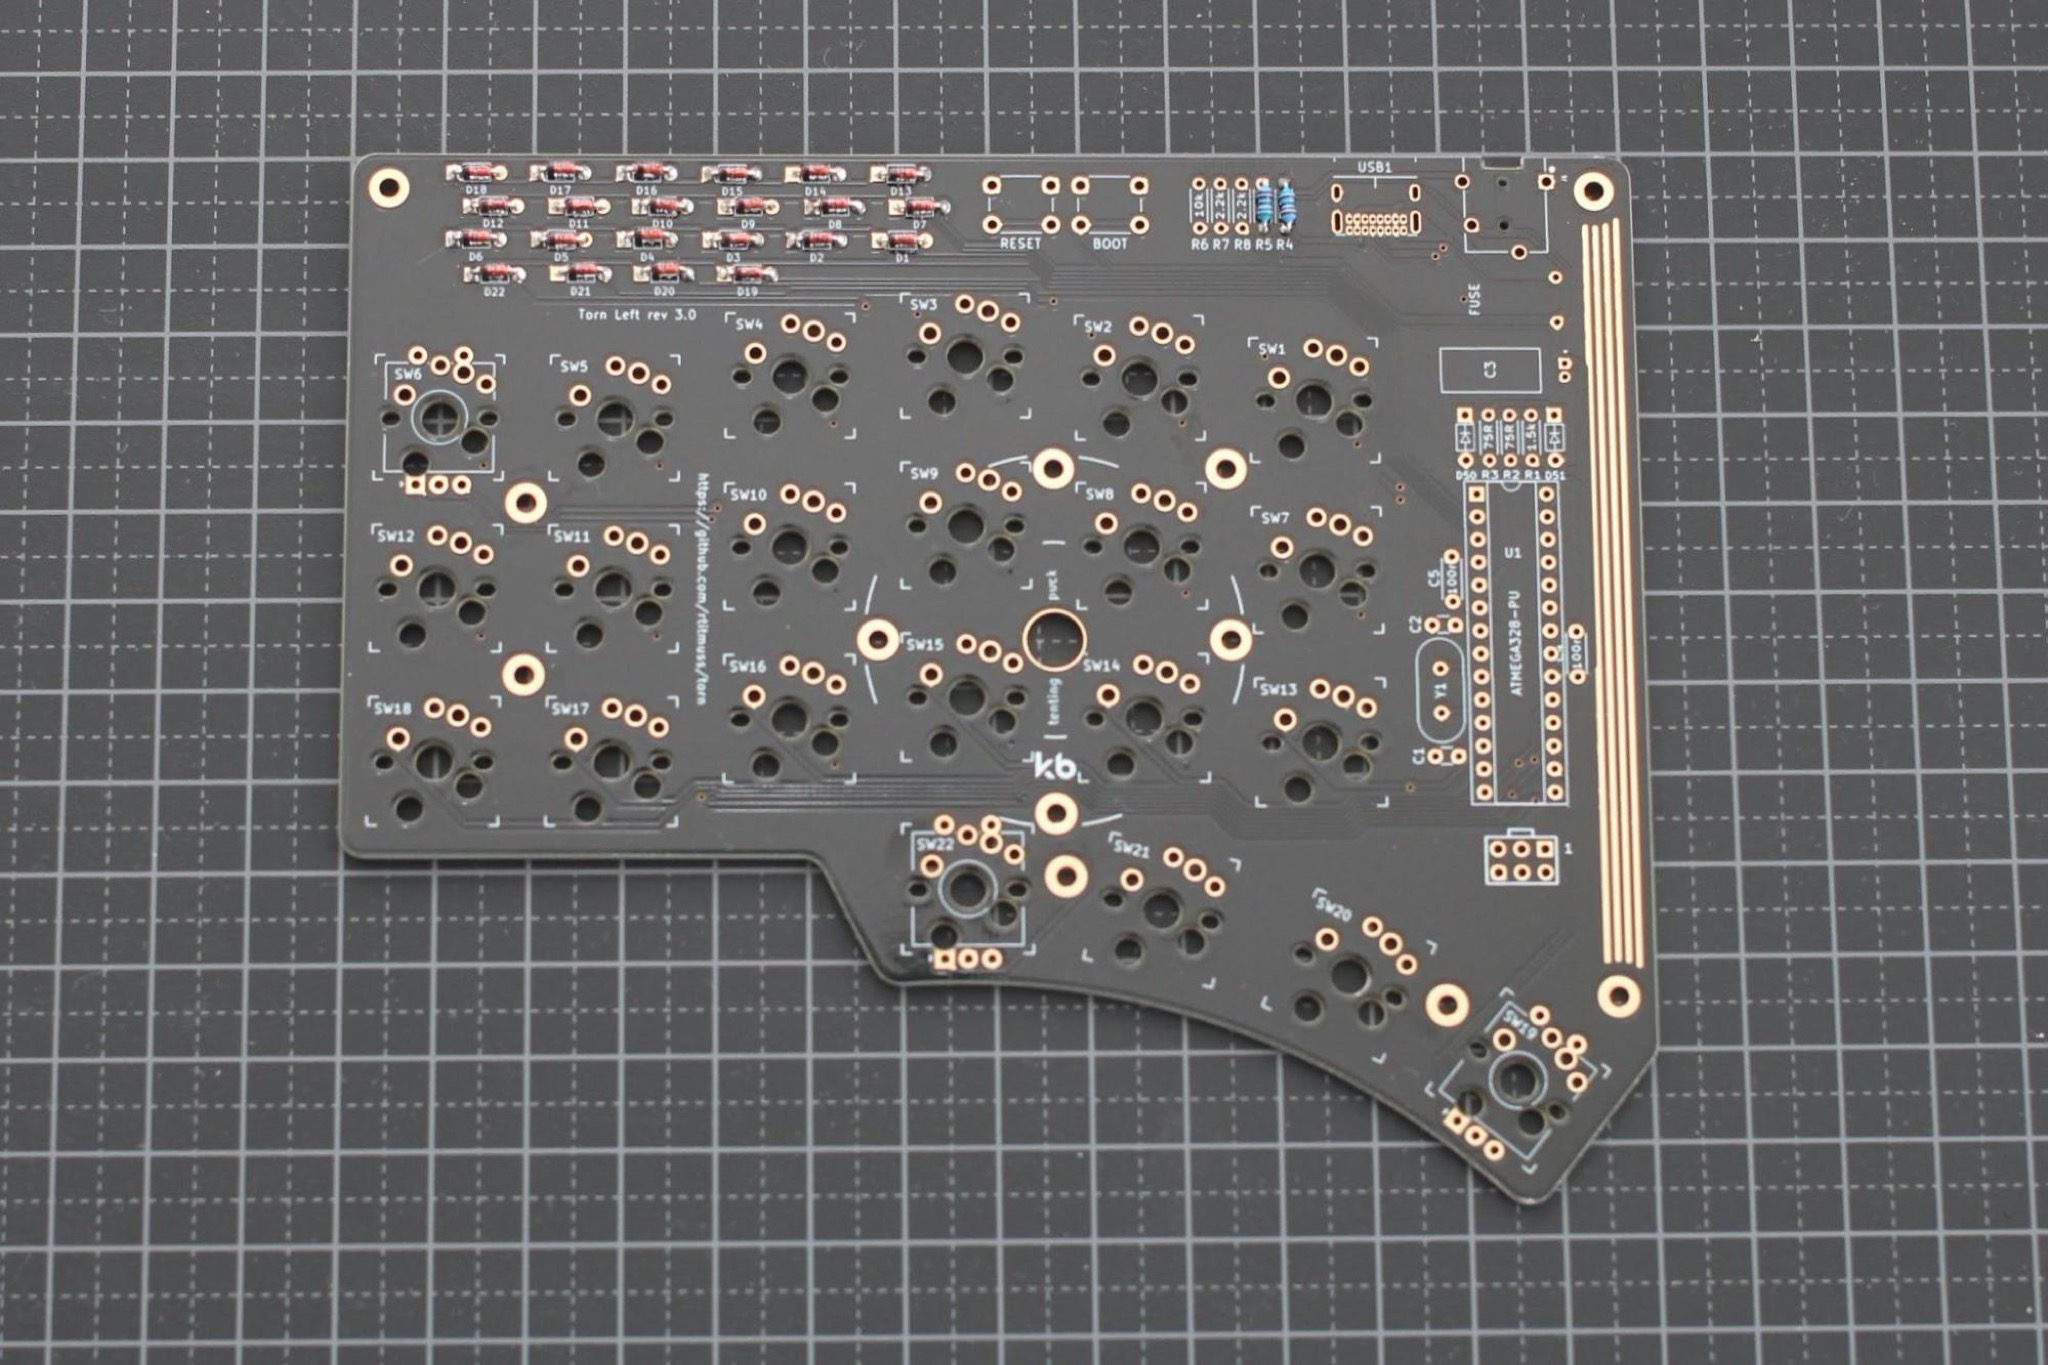 D18 D17 D16 D15 D14 D13
D12 D11 D10 D9 D8 D7
D6 D5 D4 D3 D2 D1
D22 D21 D20 D19
Torn Left rev 3.0
RESET BOOT
10k 2.2k 2.2k
R6 R7 R8 R5 R4
USB1
FUSE
C3
75R 75R 1.5k
D50 R3 R2 R1 D51
SW6 SW5 SW4 SW3 SW2 SW1
SW12 SW11 SW10 SW9 SW8 SW7
SW18 SW17 SW16 SW15 SW14 SW13
SW22 SW21 SW20 SW19
https://github.com/rtitmuss/torn
tenting puck
kb
U1
ATMEGA328-PU
C5
100n
C2
Y1
C1
100n
1